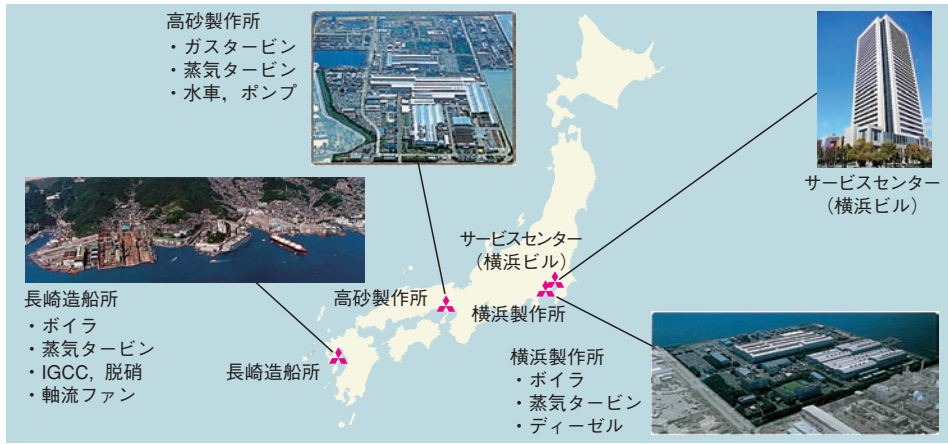 高砂製作所
・ガスタービン
・蒸気タービン
・水車，ポンプ
サービスセンター
（横浜ビル）
長崎造船所
・ボイラ
・蒸気タービン
・IGCC，脱硝
・軸流ファン
サービスセンター
（横浜ビル）
高砂製作所
横浜製作所
長崎造船所
横浜製作所
・ボイラ
・蒸気タービン
・ディーゼル